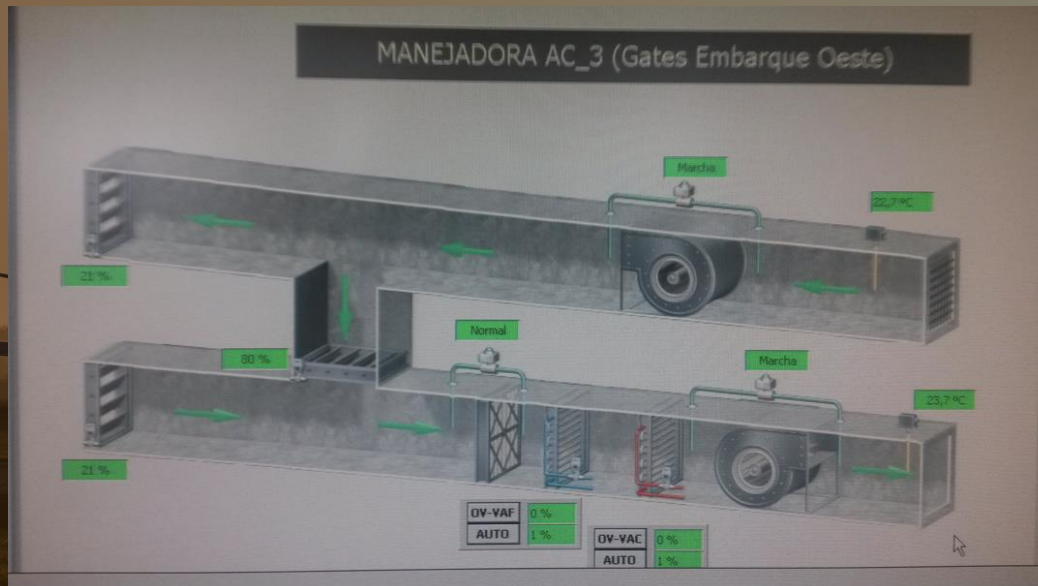 MANEJADORA AC_3 (Gates Embarque Oeste)
Marcha
22,7 ºC
21 %
Normal
80 %
Marcha
23,7 ºC
21 %
OV-VAF 0 %
AUTO 1 %
OV-VAC 0 %
AUTO 1 %